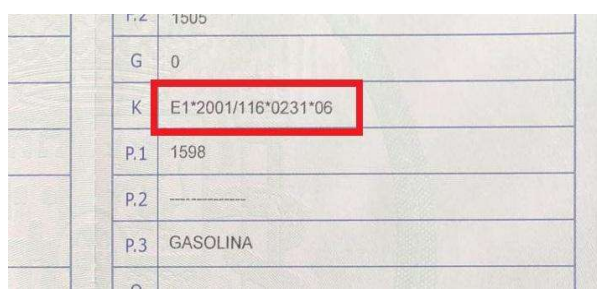 1505
G 0
K E1*2001/116*0231*06
P.1 1598
P.2 --------------
P.3 GASOLINA